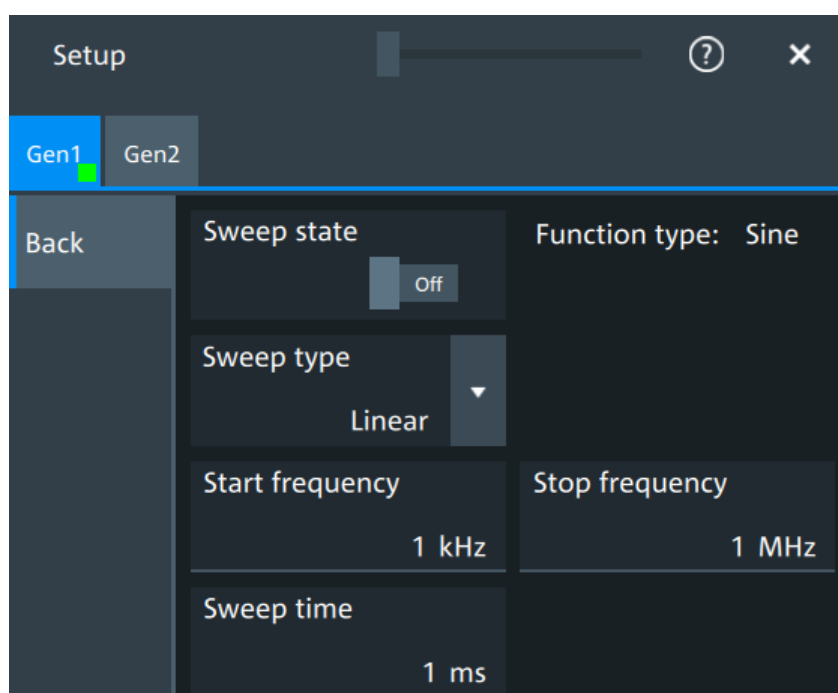 Setup
?
Gen1 Gen2
Back
Sweep state
Off
Function type: Sine
Sweep type
Linear
Start frequency
1 kHz
Stop frequency
1 MHz
Sweep time
1 ms